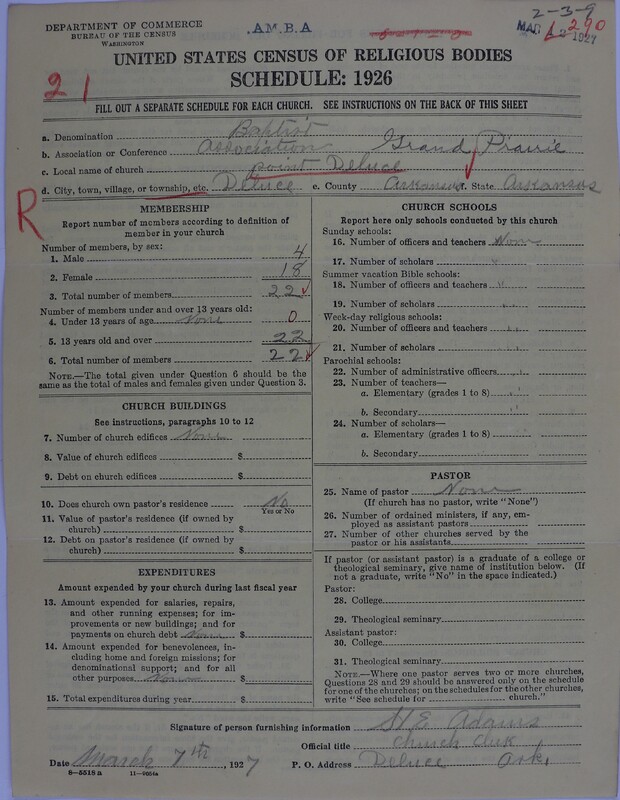 DEPARTMENT OF COMMERCE
BUREAU OF THE CENSUS
WASHINGTON
A.M.B.A
2-3-9
MAR 12 1927
1290
UNITED STATES CENSUS OF RELIGIOUS BODIES
SCHEDULE: 1926
21
FILL OUT A SEPARATE SCHEDULE FOR EACH CHURCH. SEE INSTRUCTIONS ON THE BACK OF THIS SHEET
a. Denomination Baptist
b. Association or Conference Association Grand Prairie
c. Local name of church point Deluce
d. City, town, village, or township, etc. Deluce e. County Arkansas f. State Arkansas
R
MEMBERSHIP
Report number of members according to definition of
member in your church
Number of members, by sex:
1. Male 4
2. Female 18
3. Total number of members 22
Number of members under and over 13 years old:
4. Under 13 years of age None 0
5. 13 years old and over 22
6. Total number of members 22
NOTE.—The total given under Question 6 should be
same as the total of males and females given under Question 3.
CHURCH BUILDINGS
See instructions, paragraphs 10 to 12
7. Number of church edifices None
8. Value of church edifices $
9. Debt on church edifices $
10. Does church own pastor's residence No
Yes or No
11. Value of pastor's residence (if owned by
church) $
12. Debt on pastor's residence (if owned by
church) $
EXPENDITURES
Amount expended by your church during last fiscal year
13. Amount expended for salaries, repairs,
and other running expenses; for im-
provements or new buildings; and for
payments on church debt None $
14. Amount expended for benevolences, in-
cluding home and foreign missions; for
denominational support; and for all
other purposes None $
15. Total expenditures during year $
CHURCH SCHOOLS
Report here only schools conducted by this church
Sunday schools:
16. Number of officers and teachers None
17. Number of scholars
Summer vacation Bible schools:
18. Number of officers and teachers
19. Number of scholars
Week-day religious schools:
20. Number of officers and teachers
21. Number of scholars
Parochial schools:
22. Number of administrative officers
23. Number of teachers—
a. Elementary (grades 1 to 8)
b. Secondary
24. Number of scholars—
a. Elementary (grades 1 to 8)
b. Secondary
PASTOR
25. Name of pastor None
(If church has no pastor, write "None")
26. Number of ordained ministers, if any, em-
ployed as assistant pastors
27. Number of other churches served by the
pastor or his assistants
If pastor (or assistant pastor) is a graduate of a college or
theological seminary, give name of institution below. (If
not a graduate, write "No" in the space indicated.)
Pastor:
28. College
29. Theological seminary
Assistant pastor:
30. College
31. Theological seminary
NOTE.—Where one pastor serves two or more churches,
Questions 28 and 29 should be answered only on the schedule
for one of the churches; on the schedules for the other churches,
write "See schedule for church."
Signature of person furnishing information H E Adams
Official title Church Clerk
Date March 7th, 1927 P. O. Address Deluce Ark,
8-5518 a 11-9054a